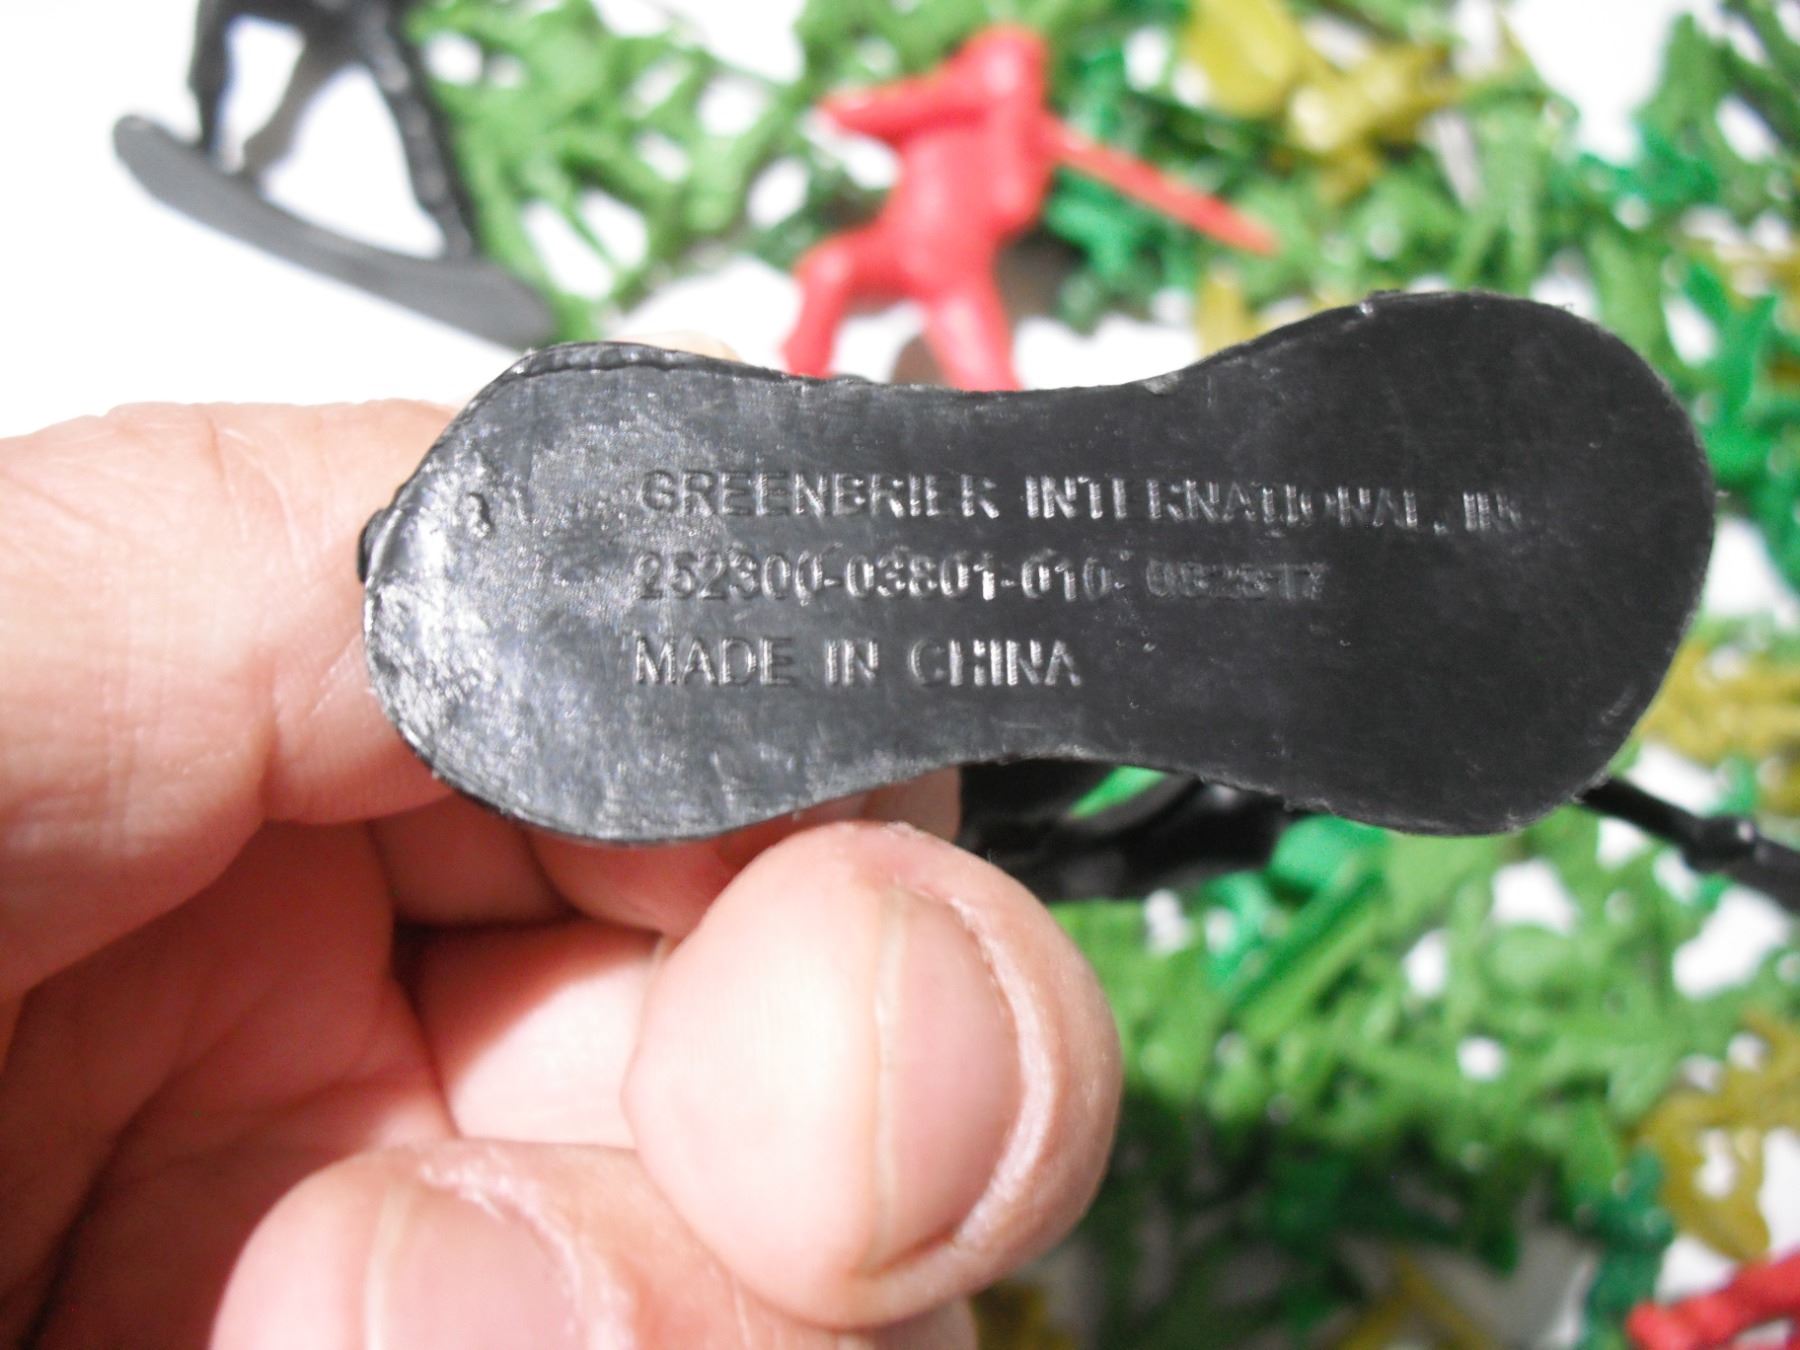 GREENBRIER INTERNATIONAL, IN
252300-03801-010
MADE IN CHINA